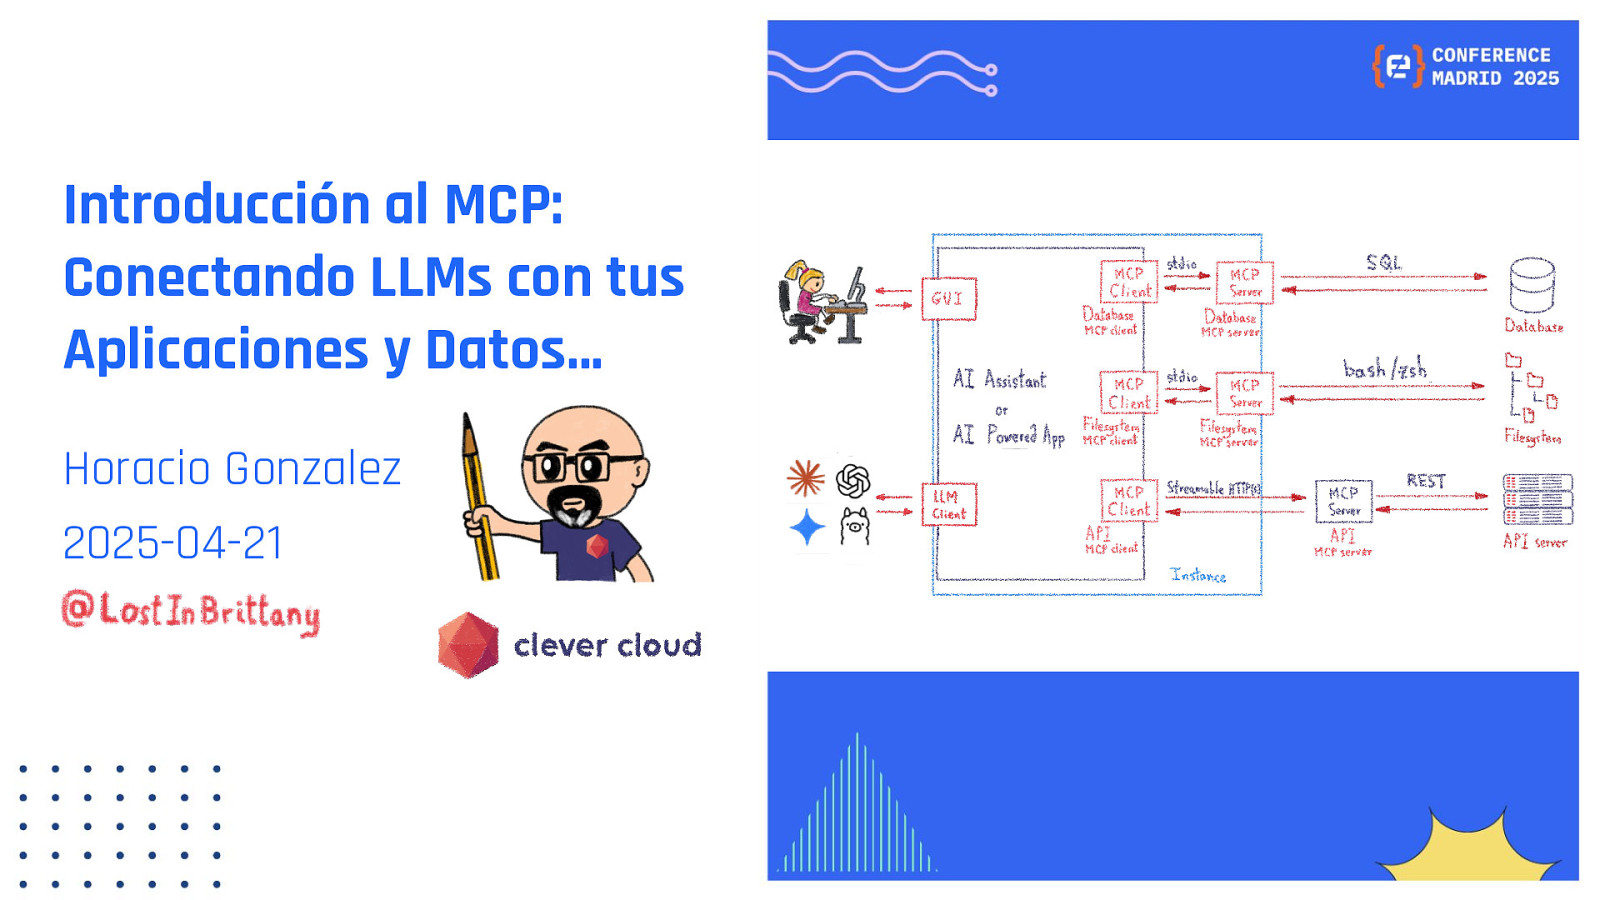 Introducción al MCP:
Conectando LLMs con tus
Aplicaciones y Datos...
Horacio Gonzalez
2025-04-21
@LostInBrittany
clever cloud
CONFERENCE
MADRID 2025
GUI
AI Assistant
or
AI Powered App
LLM
Client
MCP
Client
Database
MCP client
stdio
MCP
Server
Database
MCP server
SQL
Database
MCP
Client
Filesystem
MCP client
stdio
MCP
Server
Filesystem
MCP server
bash/zsh
Filesystem
MCP
Client
API
MCP client
Streamable HTTP(s)
MCP
Server
API
MCP server
REST
API server
Instance